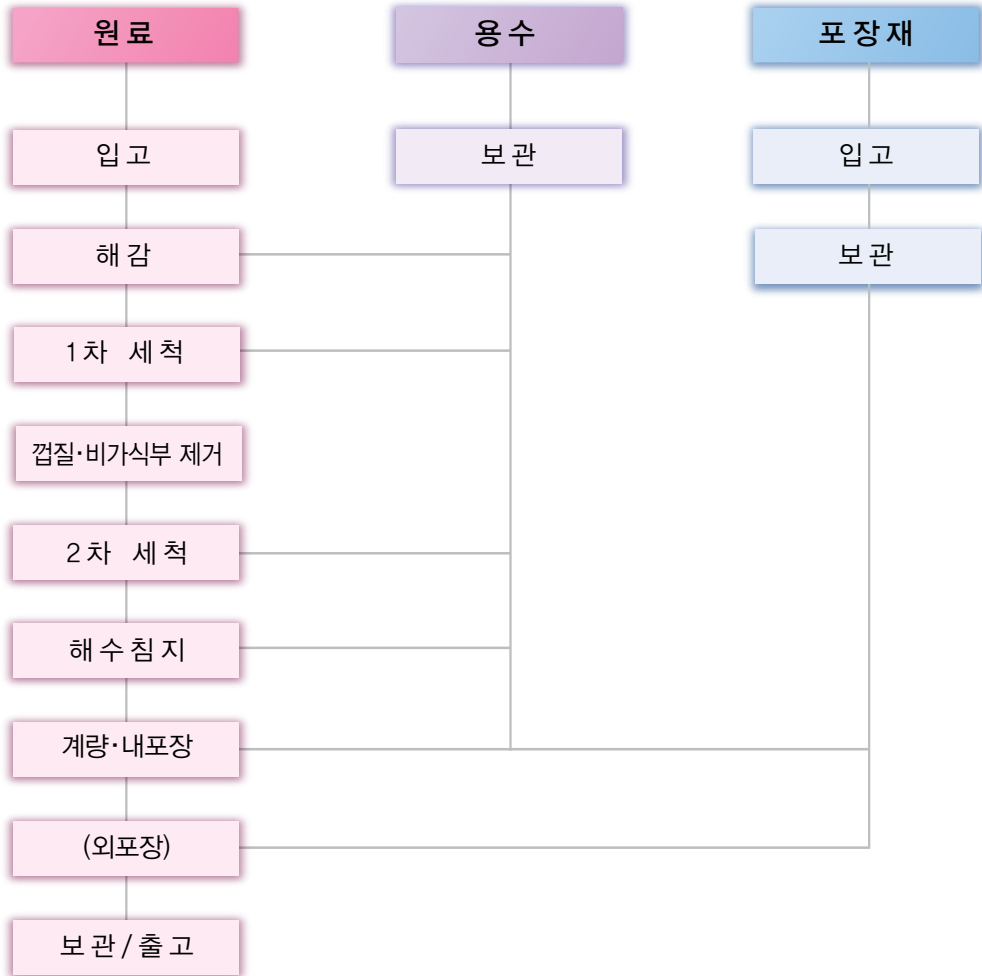 원료
용수
포장재
입고
보관
입고
해감
보관
1차 세척
껍질·비가식부 제거
2차 세척
해수침지
계량·내포장
(외포장)
보관/출고